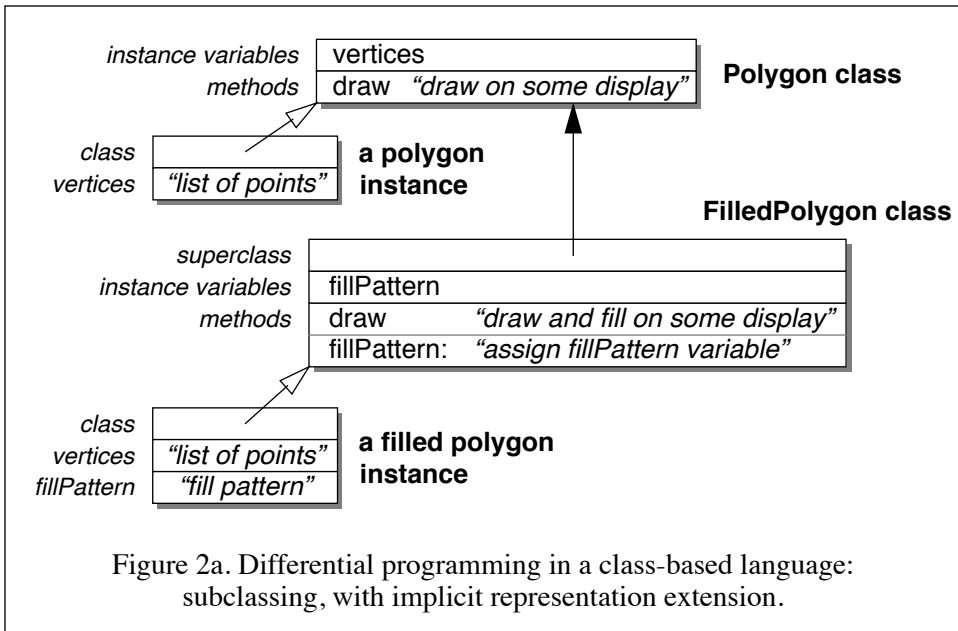 instance variables vertices
methods draw “draw on some display”
Polygon class
class
vertices “list of points”
a polygon
instance
FilledPolygon class
superclass
instance variables fillPattern
methods draw “draw and fill on some display”
fillPattern: “assign fillPattern variable”
class
vertices “list of points”
fillPattern “fill pattern”
a filled polygon
instance
Figure 2a. Differential programming in a class-based language:
subclassing, with implicit representation extension.